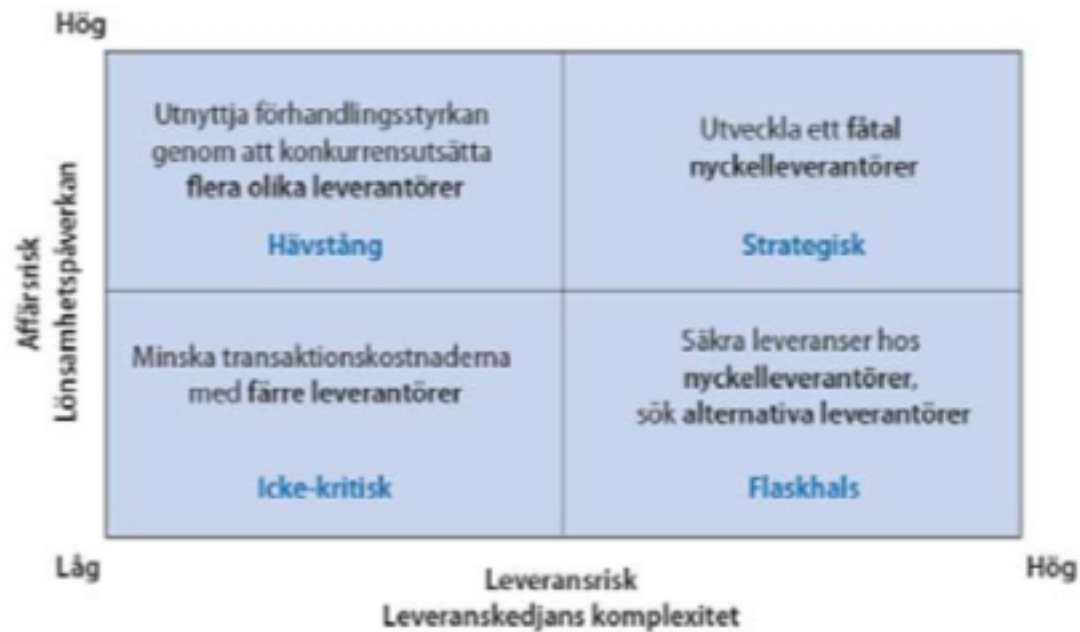 Hög
Utnyttja förhandlingsstyrkan
genom att konkurrensutsätta
flera olika leverantörer
Hävstång
Utveckla ett fåtal
nyckelleverantörer
Strategisk
Affärsrisk
Lönsamhetspåverkan
Minska transaktionskostnaderna
med färre leverantörer
Icke-kritisk
Säkra leveranser hos
nyckelleverantörer,
sök alternativa leverantörer
Flaskhals
Låg
Leveransrisk
Leveranskedjans komplexitet
Hög